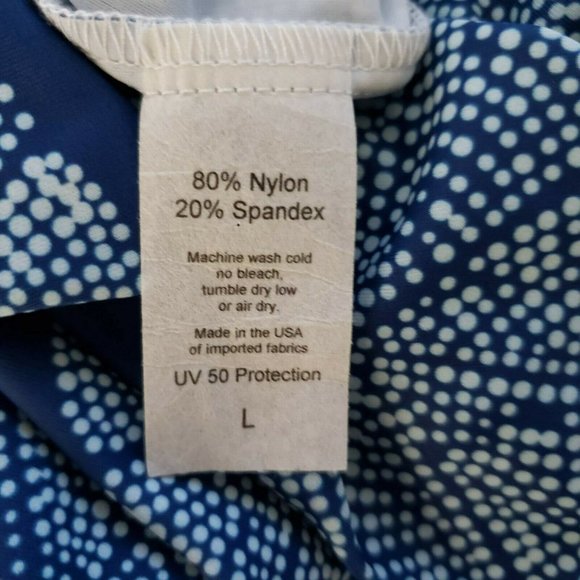 80% Nylon
20% Spandex
Machine wash cold
no bleach,
tumble dry low
or air dry.
Made in the USA
of imported fabrics
UV 50 Protection
L